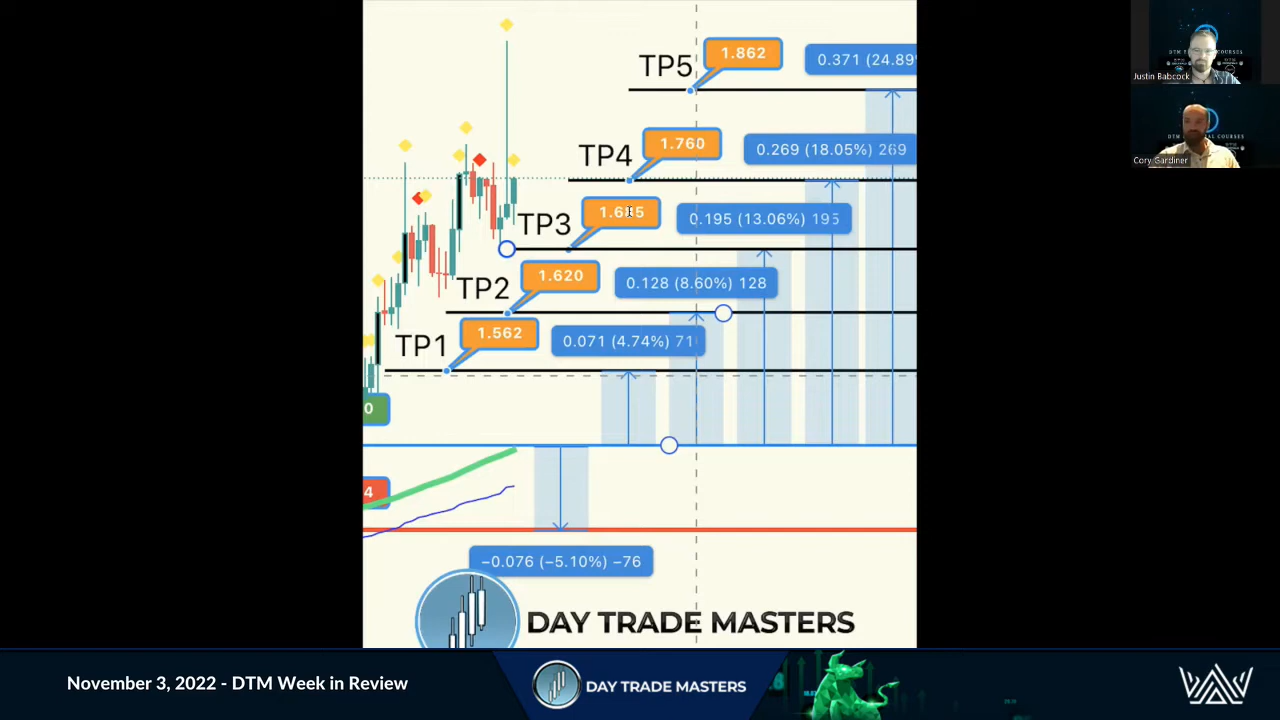 TP5
1.862
0.371 (24.89
TP4
1.760
0.269 (18.05%) 269
TP3
0.195 (13.06%) 195
TP2
1.620
0.128 (8.60%) 128
TP1
1.562
0.071 (4.74%) 71
0
4
−0.076 (−5.10%) −76
DAY TRADE MASTERS
Justin Babcock
Cory Gardiner
November 3, 2022 - DTM Week in Review
DAY TRADE MASTERS